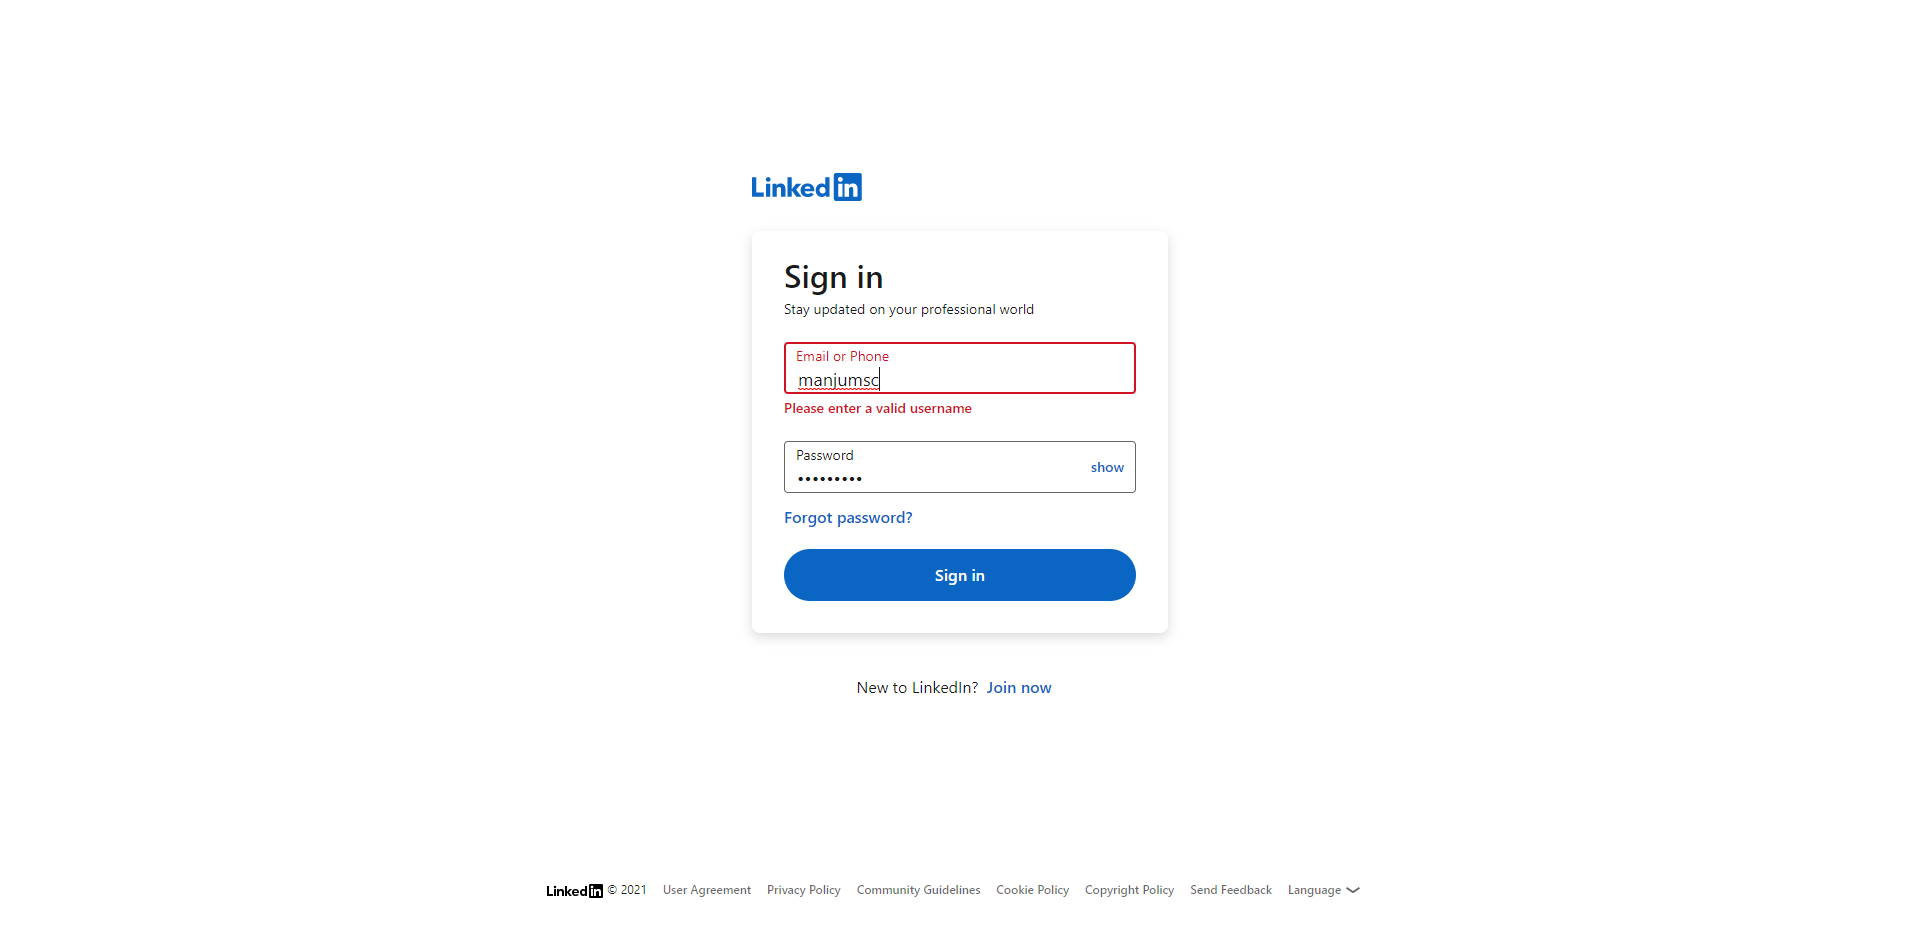 Linked in
Sign in
Stay updated on your professional world
Email or Phone
manjumsc
Please enter a valid username
Password
•••••••••
show
Forgot password?
Sign in
New to LinkedIn? Join now
Linked in © 2021 User Agreement Privacy Policy Community Guidelines Cookie Policy Copyright Policy Send Feedback Language